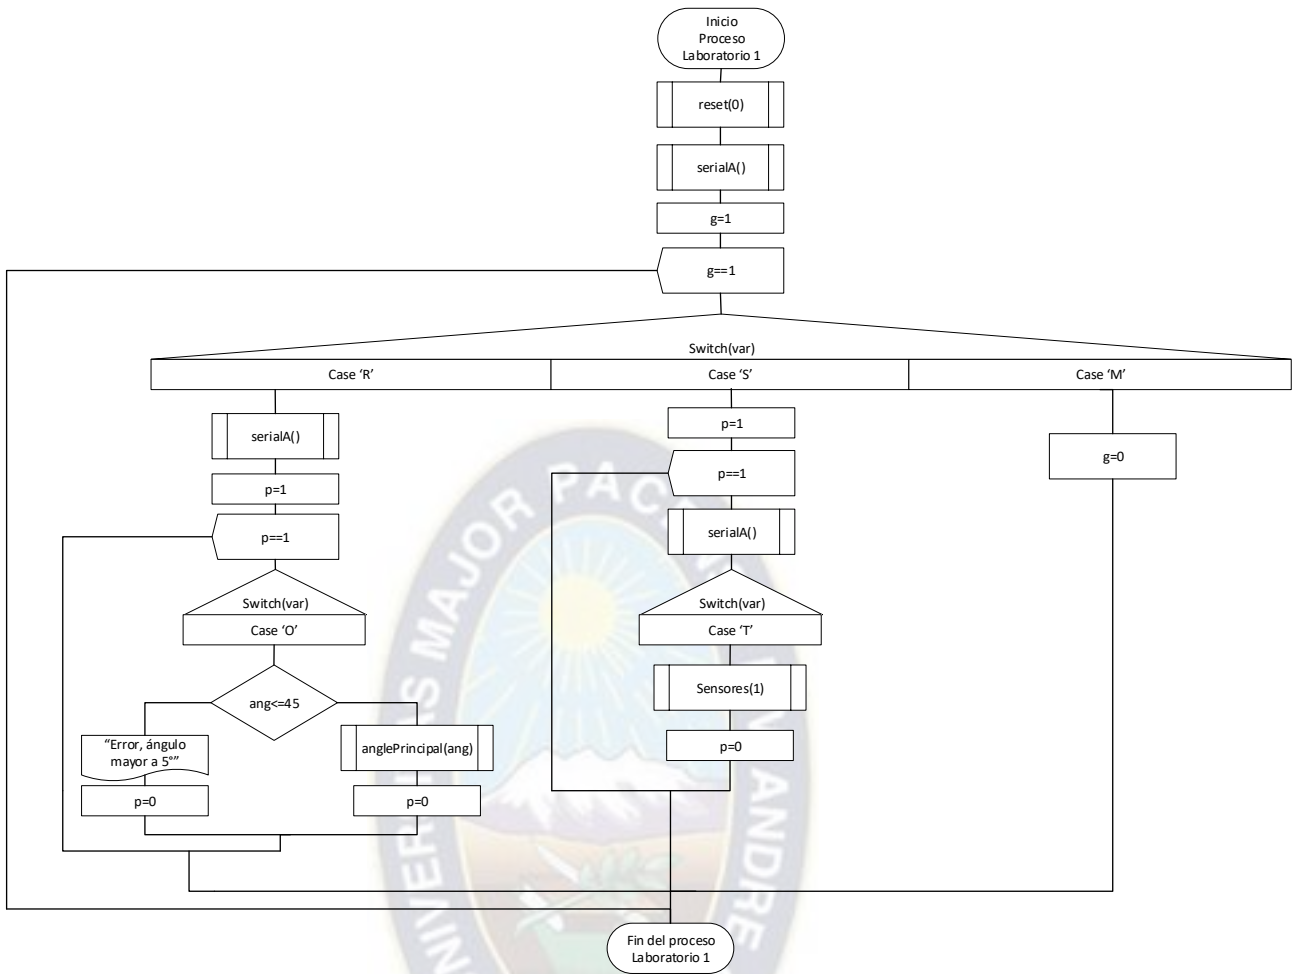 Inicio
Proceso
Laboratorio 1
reset(0)
serialA()
g=1
g==1
Switch(var)
Case ‘R’
Case ‘S’
Case ‘M’
serialA()
p=1
p==1
Switch(var)
Case ‘O’
ang<=45
“Error, ángulo
mayor a 5°”
p=0
anglePrincipal(ang)
p=0
p=1
p==1
serialA()
Switch(var)
Case ‘T’
Sensores(1)
p=0
g=0
Fin del proceso
Laboratorio 1